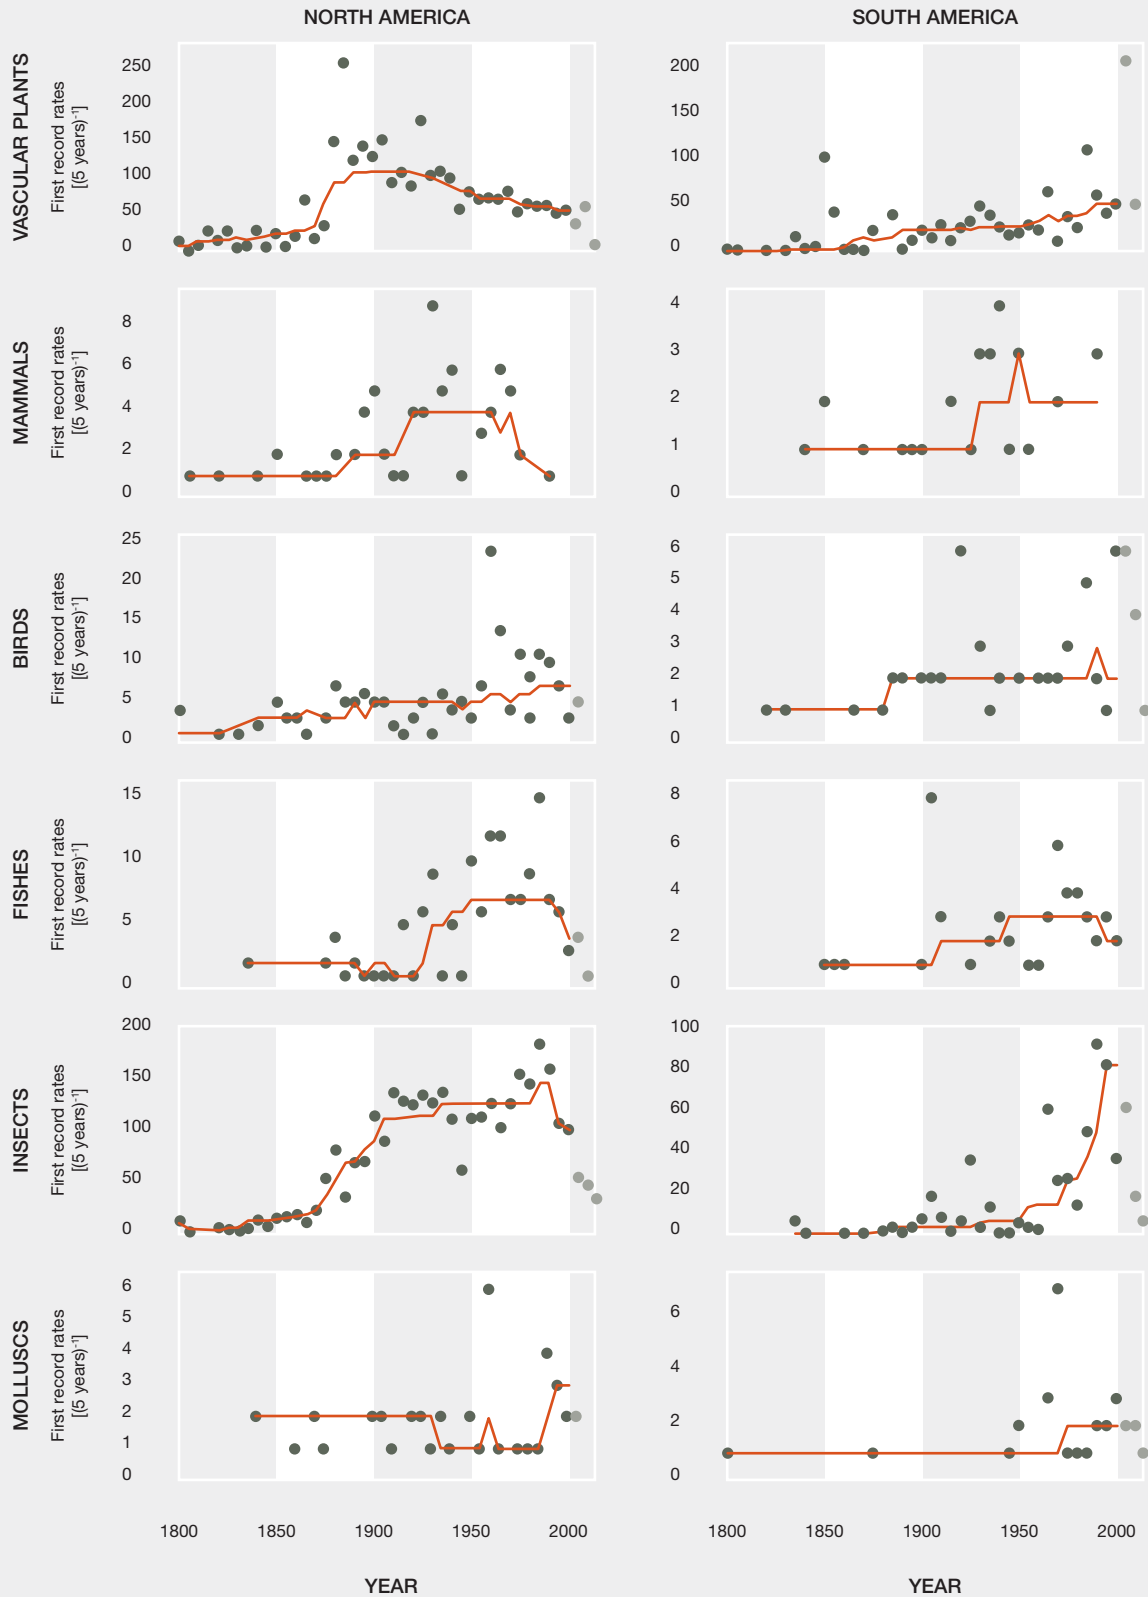 NORTH AMERICA
SOUTH AMERICA
VASCULAR PLANTS
First record rates
[(5 years)-1]
250
200
150
100
50
0
200
150
100
50
0
MAMMALS
First record rates
[(5 years)-1]
8
6
4
2
0
4
3
2
1
0
BIRDS
First record rates
[(5 years)-1]
25
20
15
10
5
0
6
5
4
3
2
1
0
FISHES
First record rates
[(5 years)-1]
15
10
5
0
8
6
4
2
0
INSECTS
First record rates
[(5 years)-1]
200
150
100
50
0
100
80
60
40
20
0
MOLLUSCS
First record rates
[(5 years)-1]
6
5
4
3
2
1
0
6
4
2
0
1800 1850 1900 1950 2000
1800 1850 1900 1950 2000
YEAR
YEAR